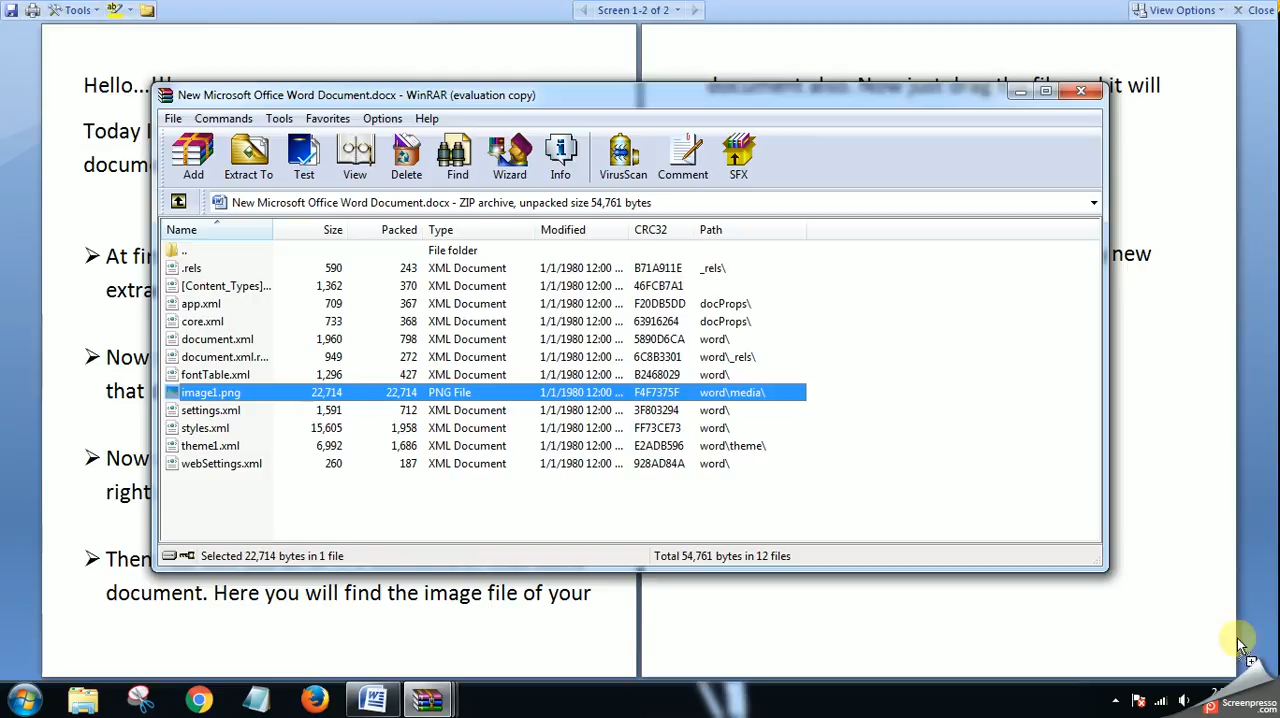 Tools
Screen 1-2 of 2
View Options
Close
Hello...!!!
document also. Now just drag the file and it will
Today I
docum
At fir
new
extra
Now
that
Now
right
Then
document. Here you will find the image file of your
New Microsoft Office Word Document.docx - WinRAR (evaluation copy)
File Commands Tools Favorites Options Help
Add Extract To Test View Delete Find Wizard Info VirusScan Comment SFX
New Microsoft Office Word Document.docx - ZIP archive, unpacked size 54,761 bytes
Name Size Packed Type Modified CRC32 Path
.. File folder
.rels 590 243 XML Document 1/1/1980 12:00 ... B71A911E _rels\
[Content_Types]... 1,362 370 XML Document 1/1/1980 12:00 ... 46FCB7A1
app.xml 709 367 XML Document 1/1/1980 12:00 ... F20DB5DD docProps\
core.xml 733 368 XML Document 1/1/1980 12:00 ... 63916264 docProps\
document.xml 1,960 798 XML Document 1/1/1980 12:00 ... 5890D6CA word\
document.xml.r... 949 272 XML Document 1/1/1980 12:00 ... 6C8B3301 word\_rels\
fontTable.xml 1,296 427 XML Document 1/1/1980 12:00 ... B2468029 word\
image1.png 22,714 22,714 PNG File 1/1/1980 12:00 ... F4F7375F word\media\
settings.xml 1,591 712 XML Document 1/1/1980 12:00 ... 3F803294 word\
styles.xml 15,605 1,958 XML Document 1/1/1980 12:00 ... FF73CE73 word\
theme1.xml 6,992 1,686 XML Document 1/1/1980 12:00 ... E2ADB596 word\theme\
webSettings.xml 260 187 XML Document 1/1/1980 12:00 ... 928AD84A word\
Selected 22,714 bytes in 1 file
Total 54,761 bytes in 12 files
Screenpresso
.com